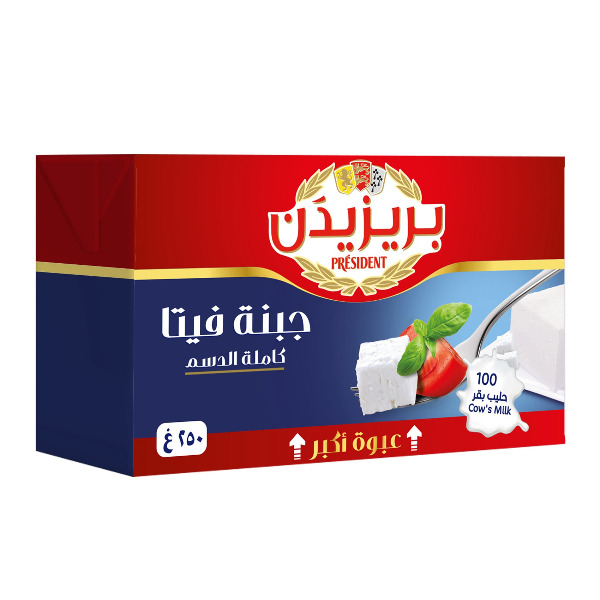 بريزيدن
PRÉSIDENT
جبنة فيتا
كاملة الدسم
100
حليب بقر
Cow's Milk
٢٥٠ غ
عبوة أكبر